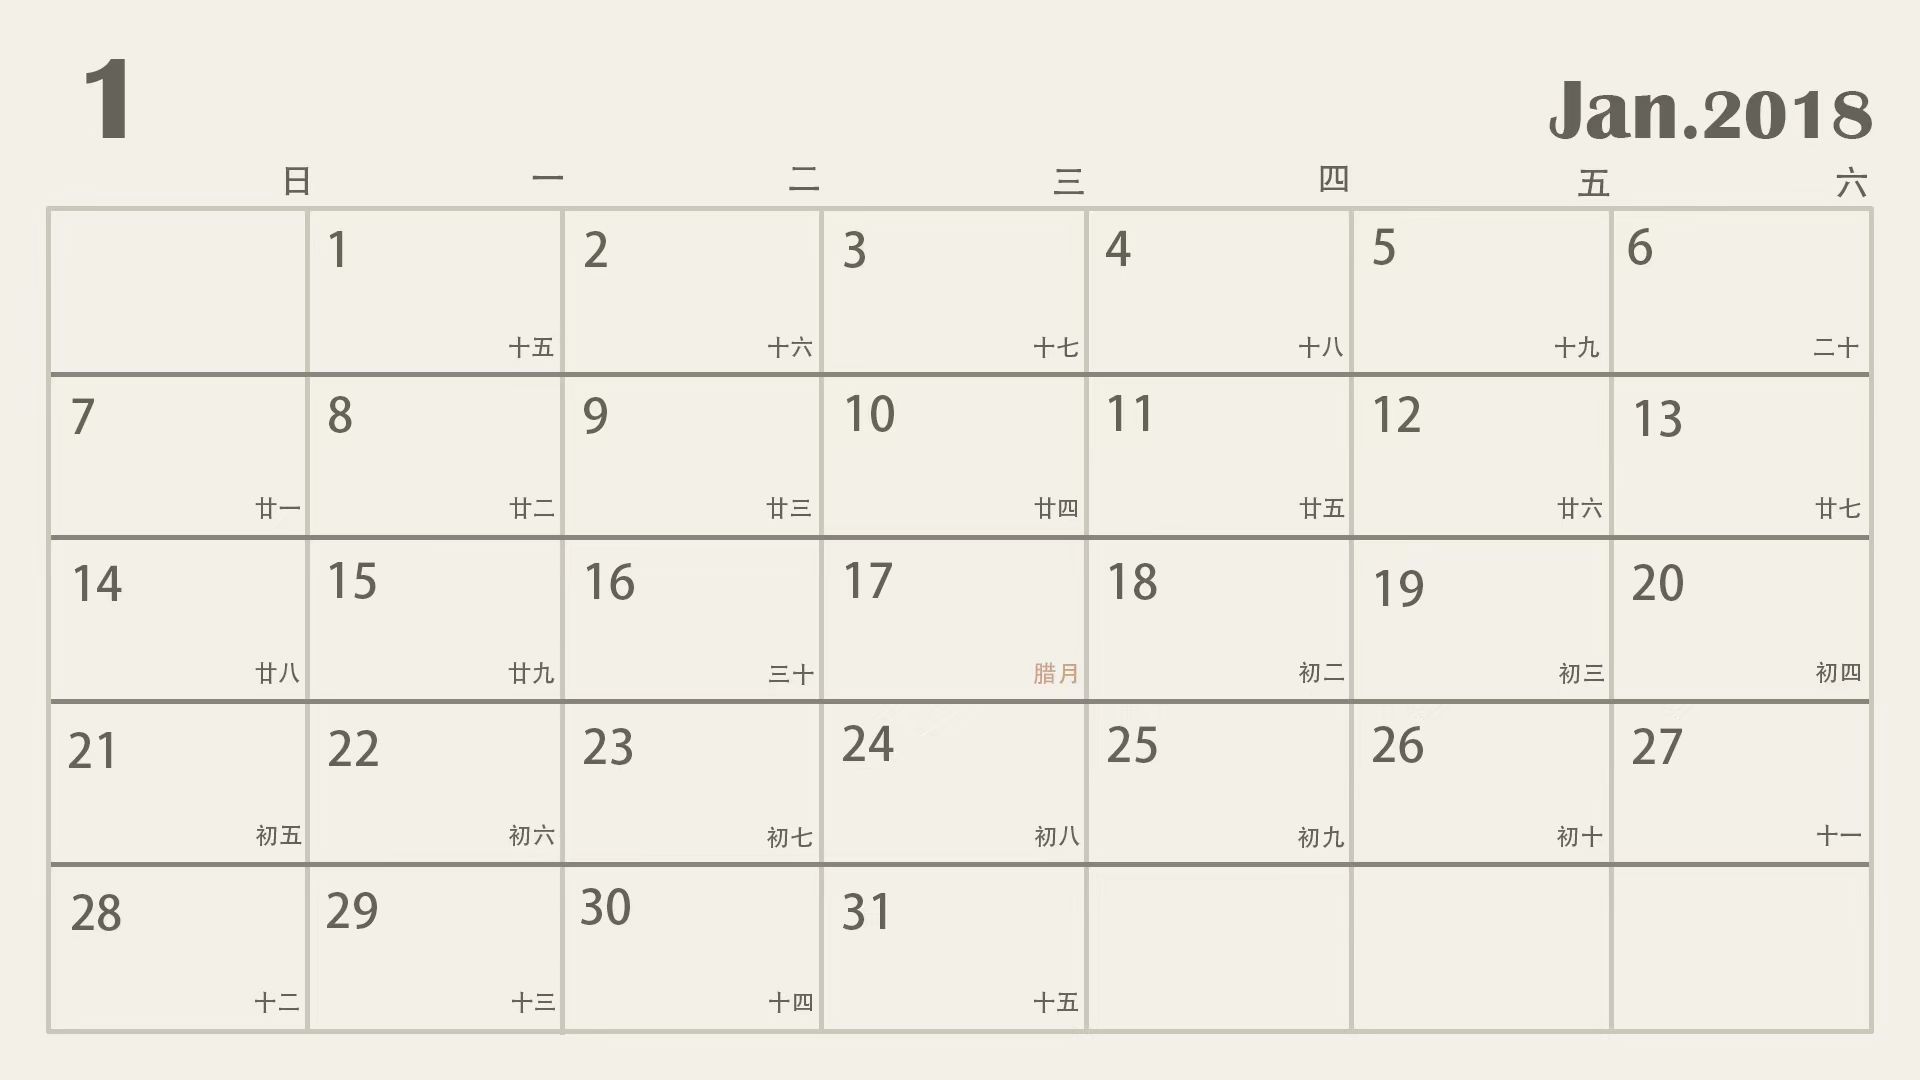 1
Jan.2018
日 一 二 三 四 五 六
1 2 3 4 5 6
十五 十六 十七 十八 十九 二十
7 8 9 10 11 12 13
廿一 廿二 廿三 廿四 廿五 廿六 廿七
14 15 16 17 18 19 20
廿八 廿九 三十 腊月 初二 初三 初四
21 22 23 24 25 26 27
初五 初六 初七 初八 初九 初十 十一
28 29 30 31
十二 十三 十四 十五